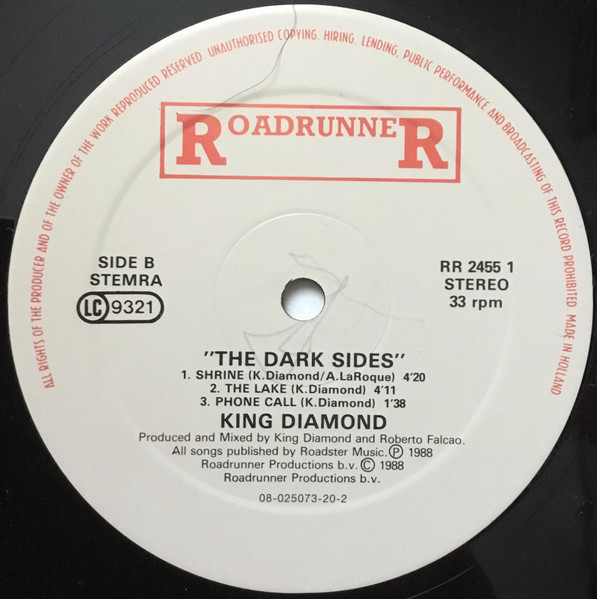 ALL RIGHTS OF THE PRODUCER AND OF THE OWNER OF THE WORK REPRODUCED RESERVED. UNAUTHORISED COPYING, HIRING, LENDING, PUBLIC PERFORMANCE AND BROADCASTING OF THIS RECORD PROHIBITED. MADE IN HOLLAND
ROADRUNNER
SIDE B
STEMRA
LC 9321
RR 2455 1
STEREO
33 rpm
"THE DARK SIDES"
1. SHRINE (K.Diamond/A.LaRoque) 4'20
2. THE LAKE (K.Diamond) 4'11
3. PHONE CALL (K.Diamond) 1'38
KING DIAMOND
Produced and Mixed by King Diamond and Roberto Falcao.
All songs published by Roadster Music. Ⓟ 1988
Roadrunner Productions b.v. © 1988
Roadrunner Productions b.v.
08-025073-20-2